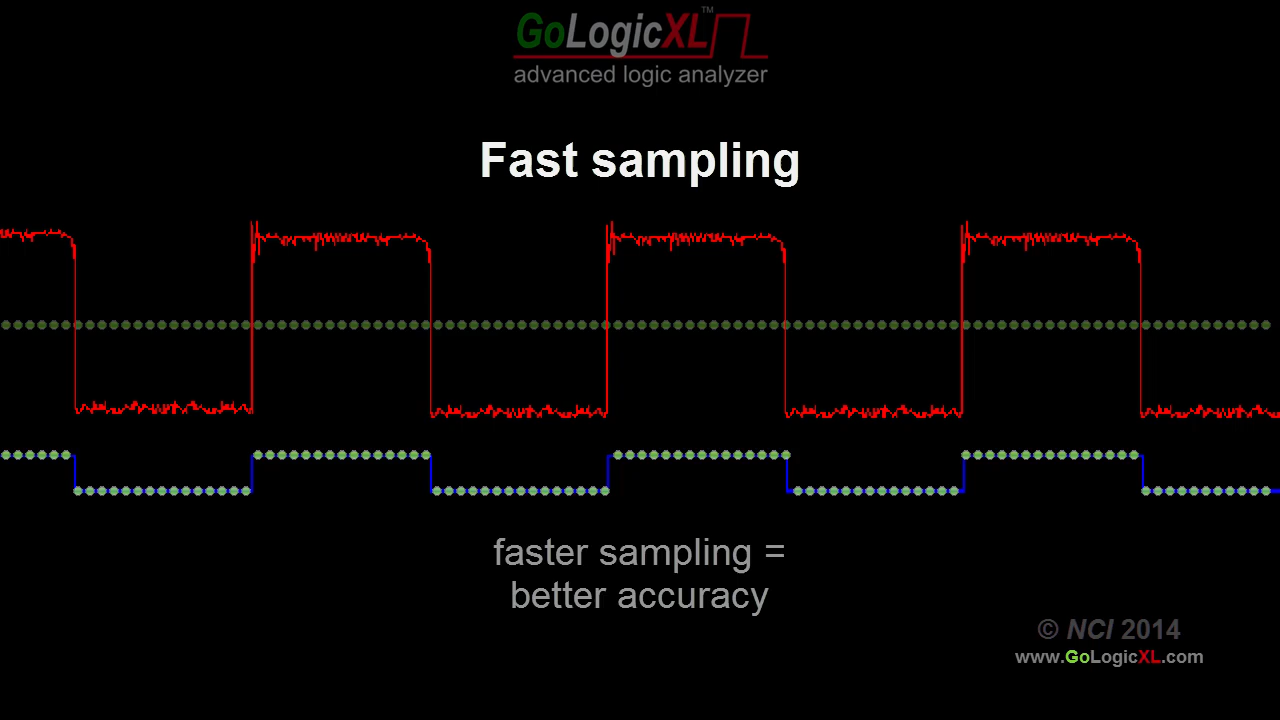 GoLogicXL™
advanced logic analyzer
Fast sampling
faster sampling =
better accuracy
© NCI 2014
www.GoLogicXL.com